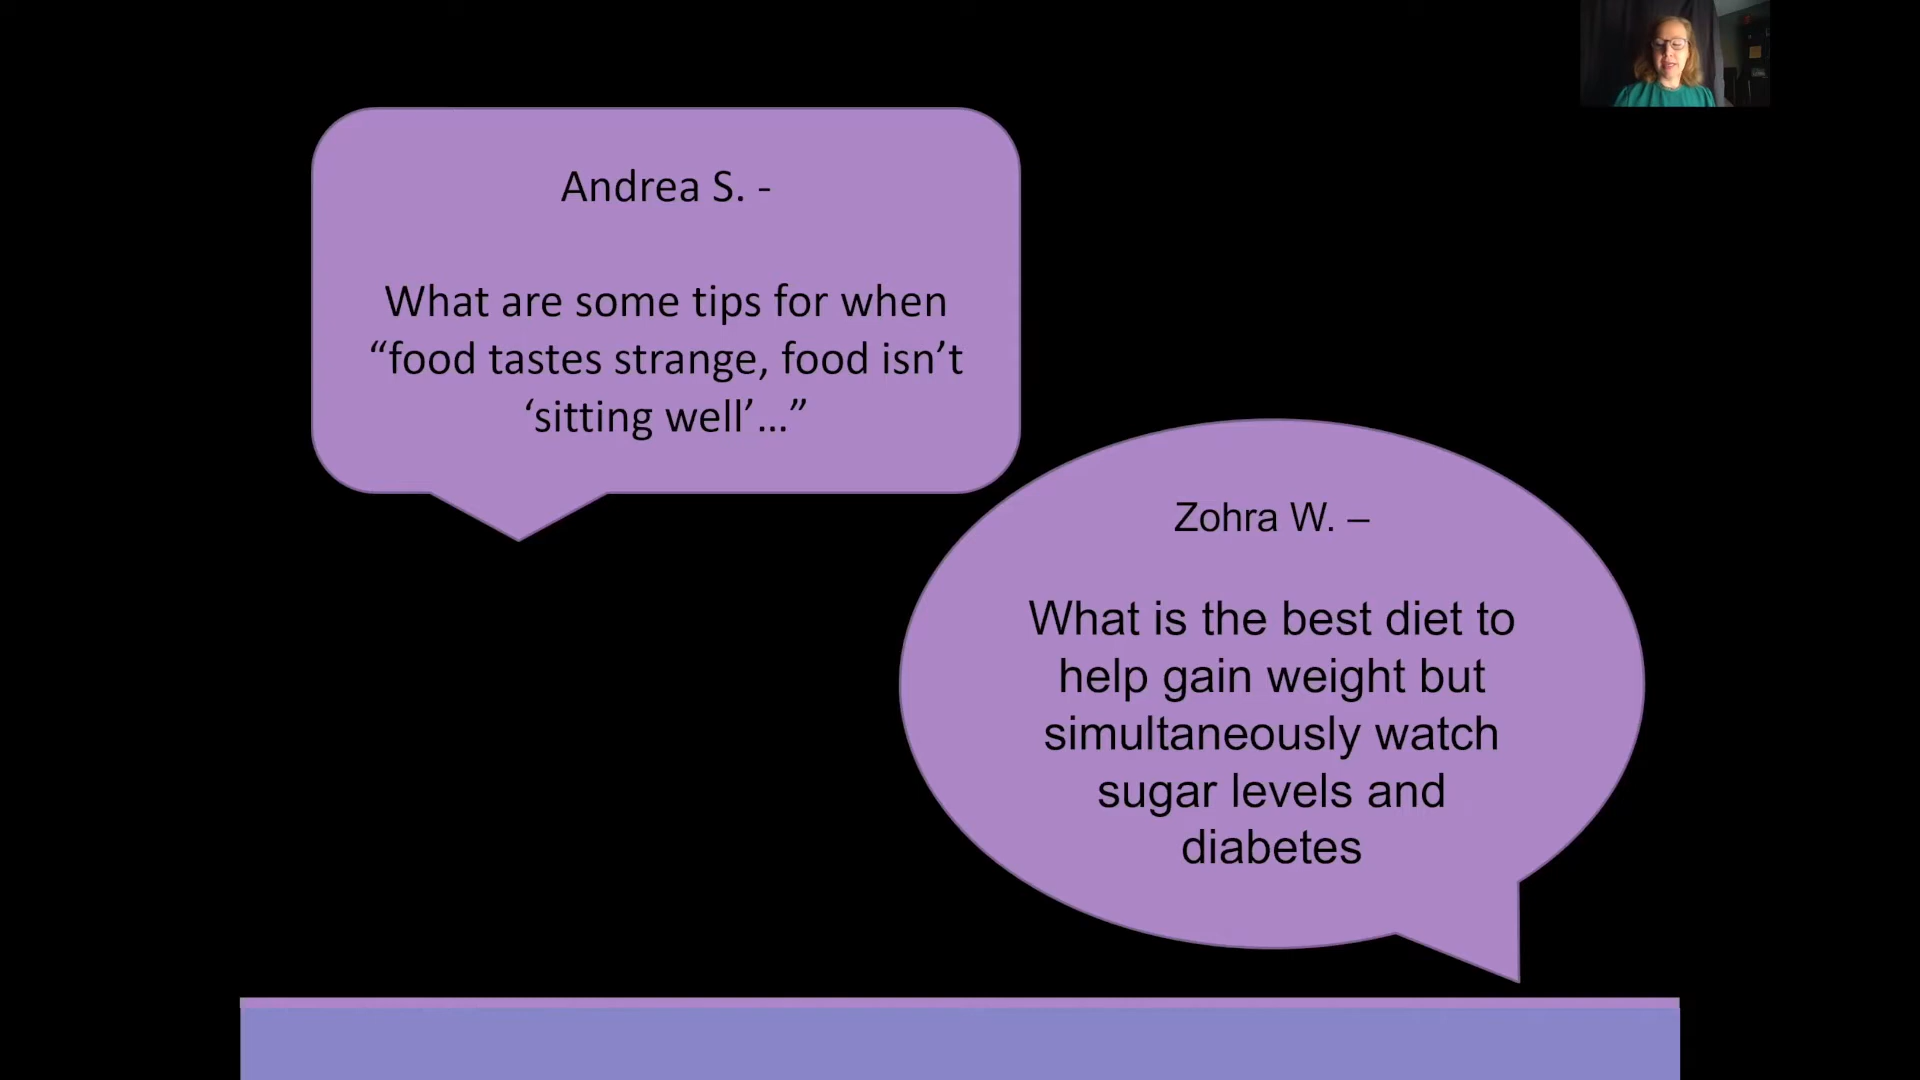 Andrea S. -
What are some tips for when
“food tastes strange, food isn’t
‘sitting well’…”
Zohra W. –
What is the best diet to
help gain weight but
simultaneously watch
sugar levels and
diabetes